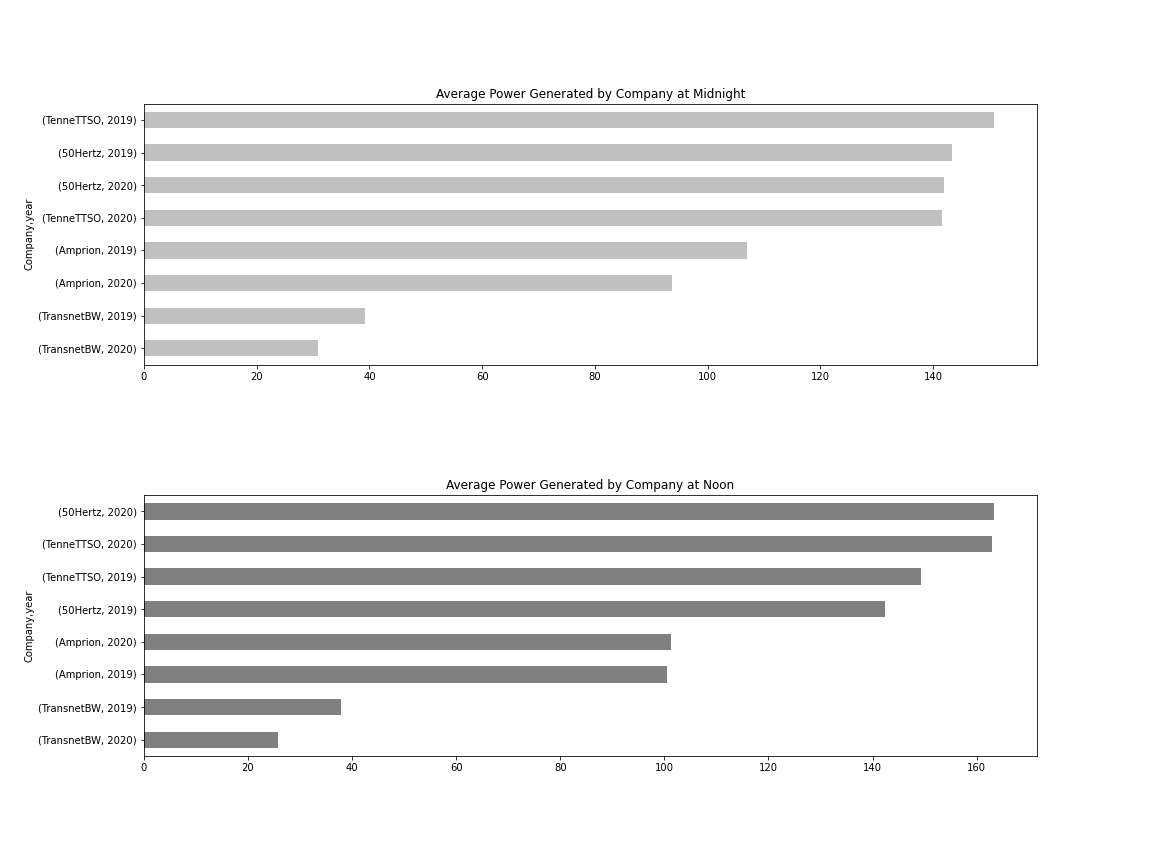 Average Power Generated by Company at Midnight
Company,year
(TenneTTSO, 2019)
(50Hertz, 2019)
(50Hertz, 2020)
(TenneTTSO, 2020)
(Amprion, 2019)
(Amprion, 2020)
(TransnetBW, 2019)
(TransnetBW, 2020)
0 20 40 60 80 100 120 140
Average Power Generated by Company at Noon
Company,year
(50Hertz, 2020)
(TenneTTSO, 2020)
(TenneTTSO, 2019)
(50Hertz, 2019)
(Amprion, 2020)
(Amprion, 2019)
(TransnetBW, 2019)
(TransnetBW, 2020)
0 20 40 60 80 100 120 140 160